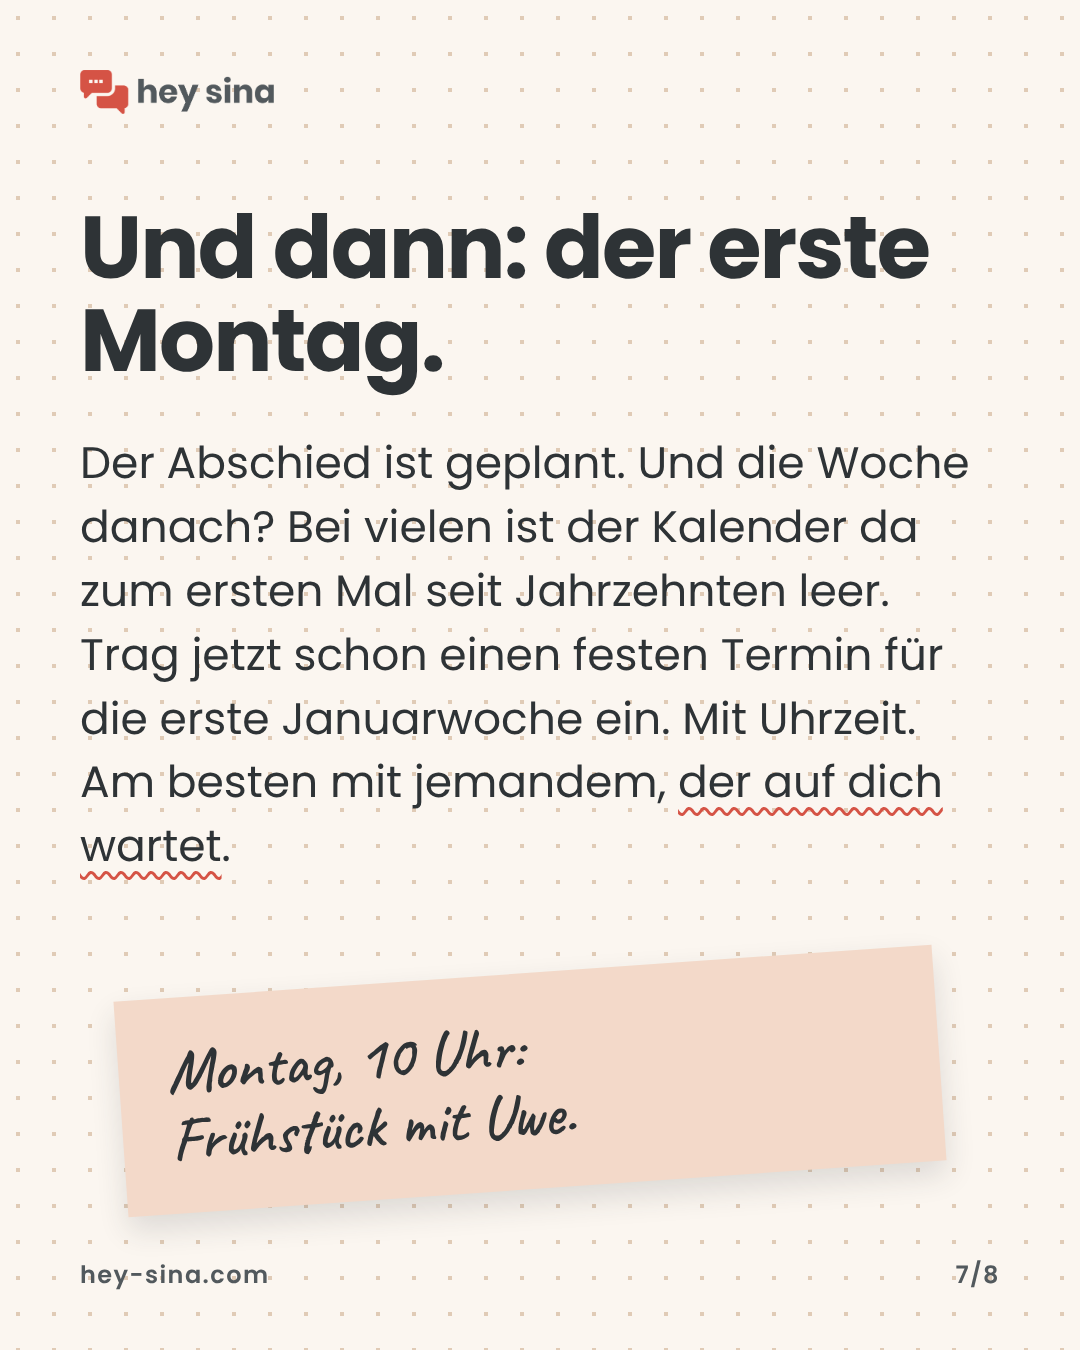 hey sina
Und dann: der erste
Montag.
Der Abschied ist geplant. Und die Woche
danach? Bei vielen ist der Kalender da
zum ersten Mal seit Jahrzehnten leer.
Trag jetzt schon einen festen Termin für
die erste Januarwoche ein. Mit Uhrzeit.
Am besten mit jemandem, der auf dich
wartet.
Montag, 10 Uhr:
Frühstück mit Uwe.
hey-sina.com
7/8